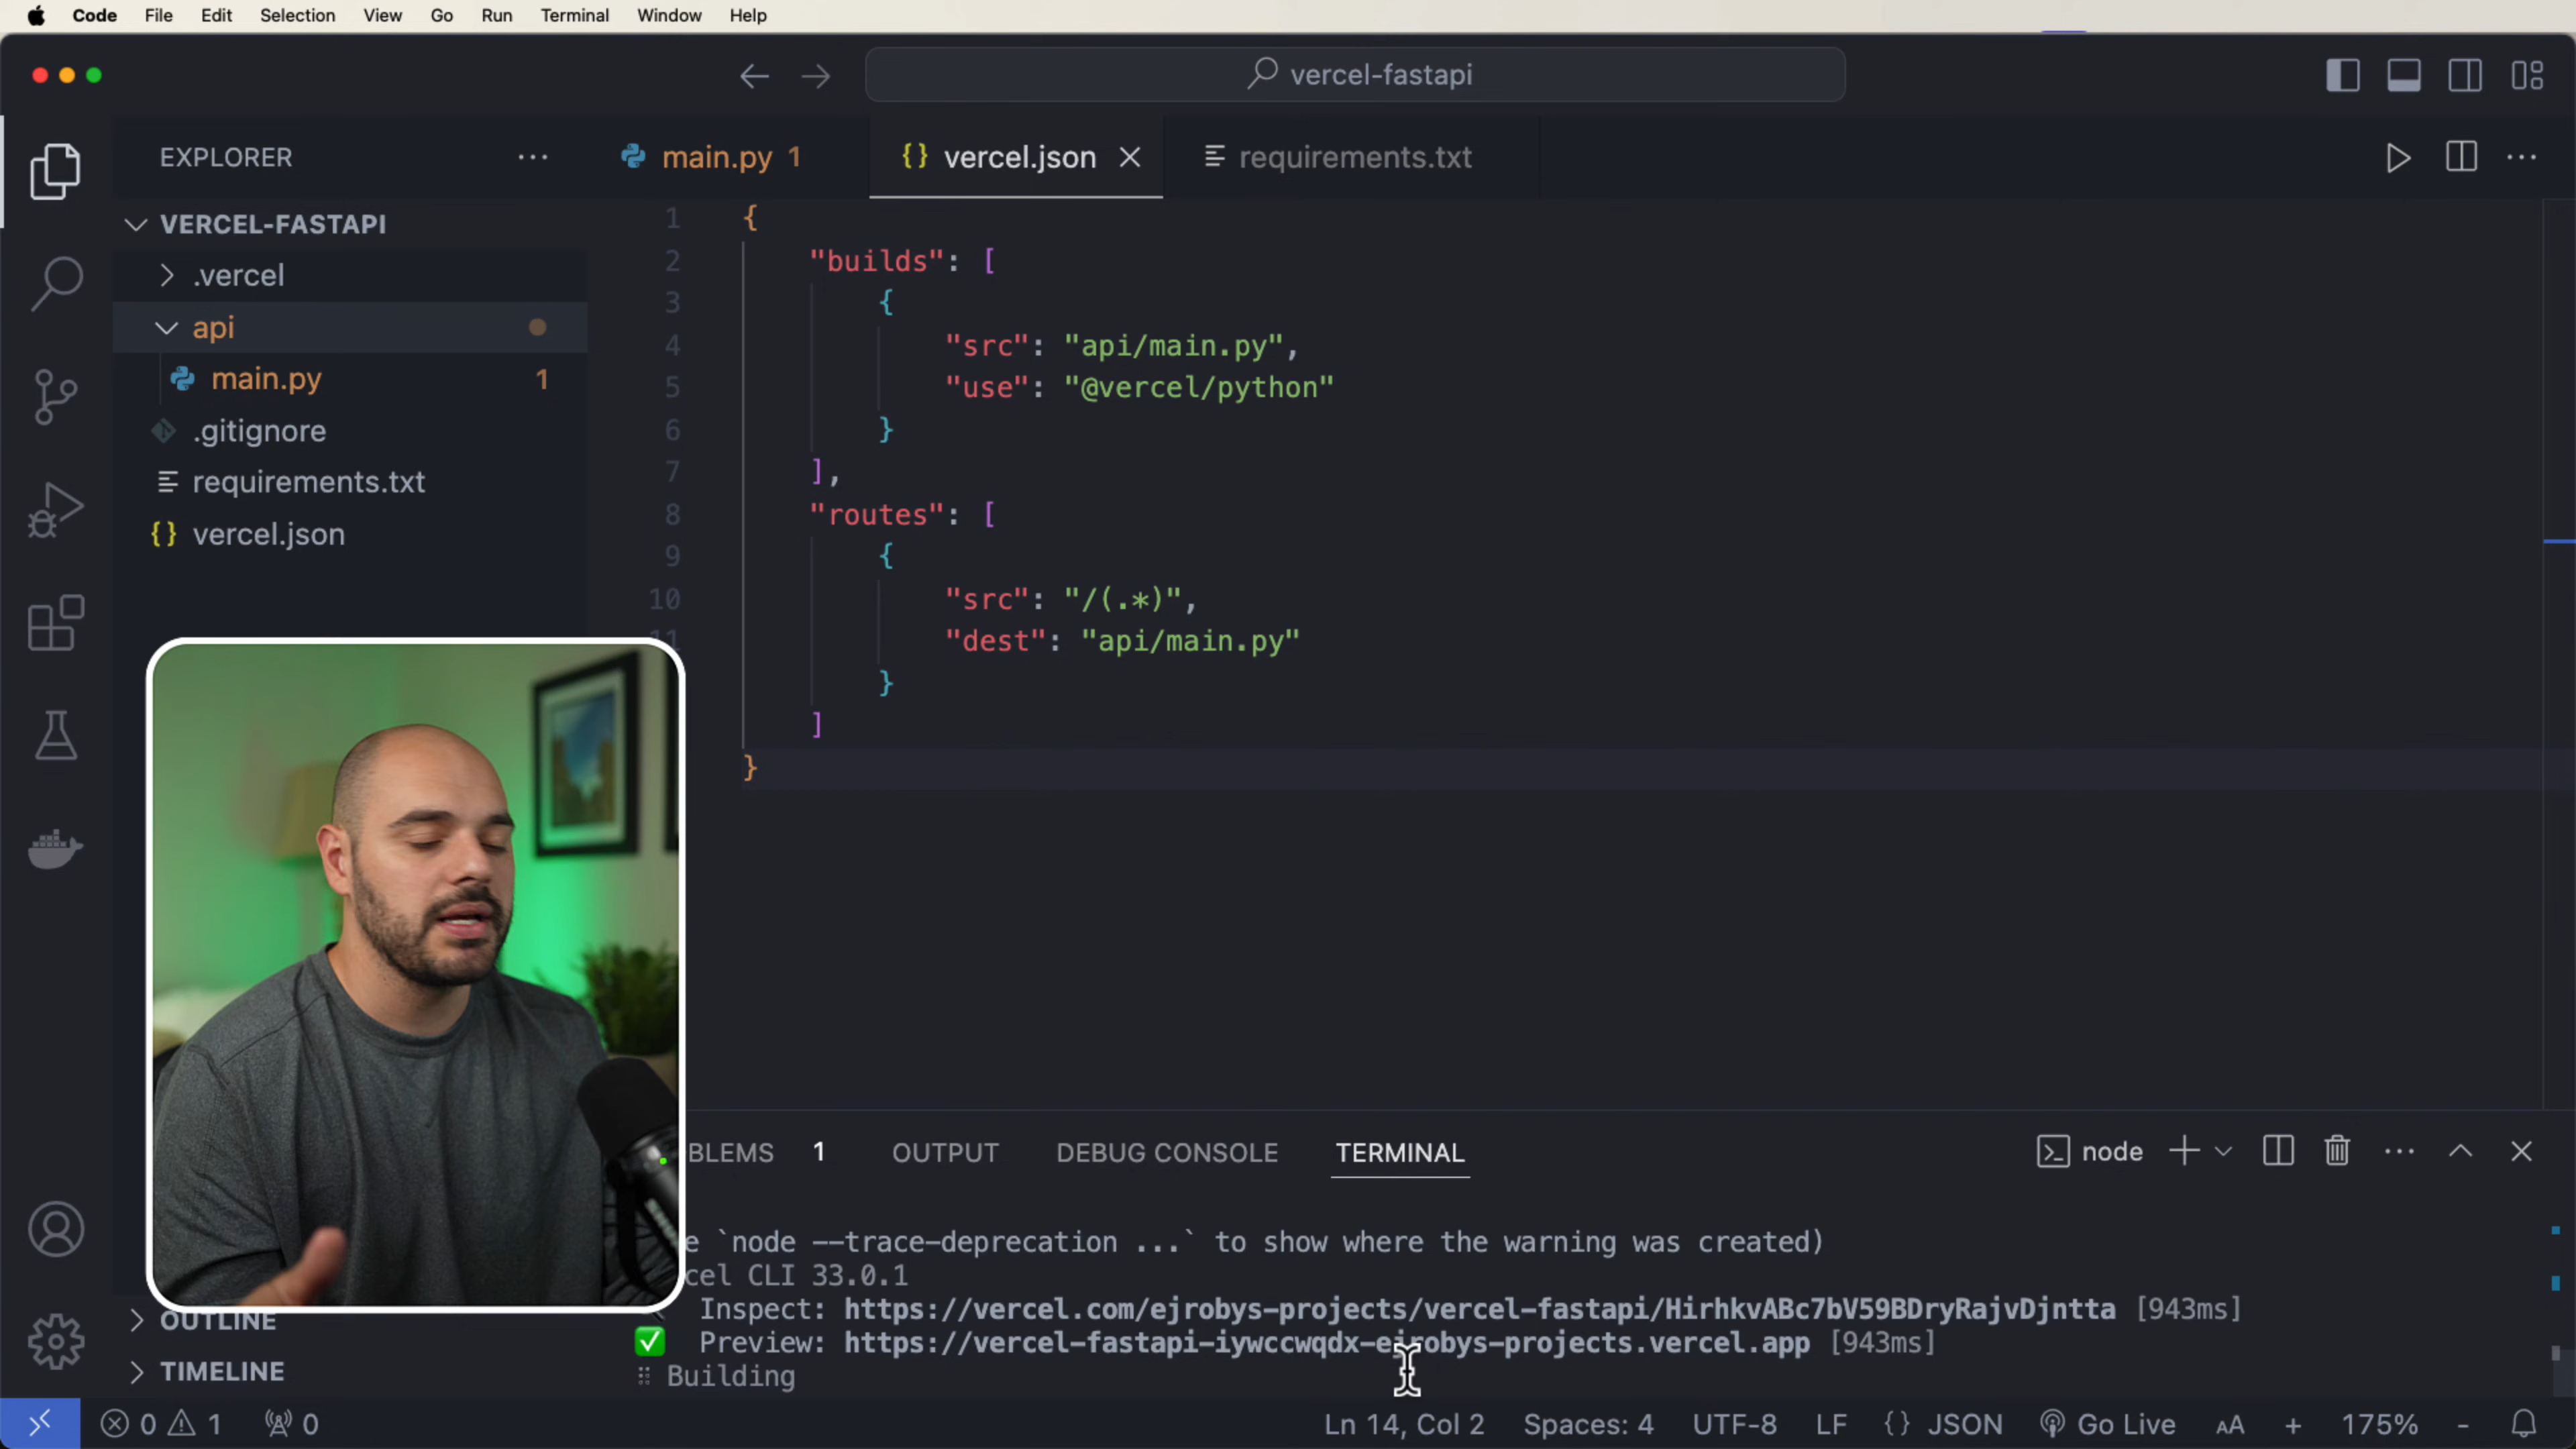 Code File Edit Selection View Go Run Terminal Window Help
vercel-fastapi
EXPLORER
main.py 1
vercel.json
requirements.txt
VERCEL-FASTAPI
.vercel
api
main.py 1
.gitignore
requirements.txt
vercel.json
1 {
2 "builds": [
3 {
4 "src": "api/main.py",
5 "use": "@vercel/python"
6 }
7 ],
8 "routes": [
9 {
10 "src": "/(.*)",
11 "dest": "api/main.py"
}
]
}
BLEMS 1 OUTPUT DEBUG CONSOLE TERMINAL
node
e `node --trace-deprecation ...` to show where the warning was created)
cel CLI 33.0.1
Inspect: https://vercel.com/ejrobys-projects/vercel-fastapi/HirhkvABc7bV59BDryRajvDjntta [943ms]
Preview: https://vercel-fastapi-iywccwqdx-ejrobys-projects.vercel.app [943ms]
Building
OUTLINE
TIMELINE
0 1 0
Ln 14, Col 2 Spaces: 4 UTF-8 LF {} JSON Go Live AA + 175% -